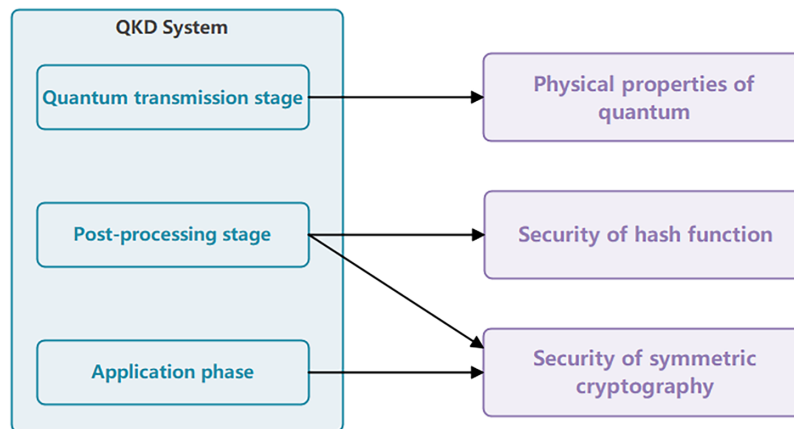 QKD System
Quantum transmission stage
Physical properties of
quantum
Post-processing stage
Security of hash function
Application phase
Security of symmetric
cryptography